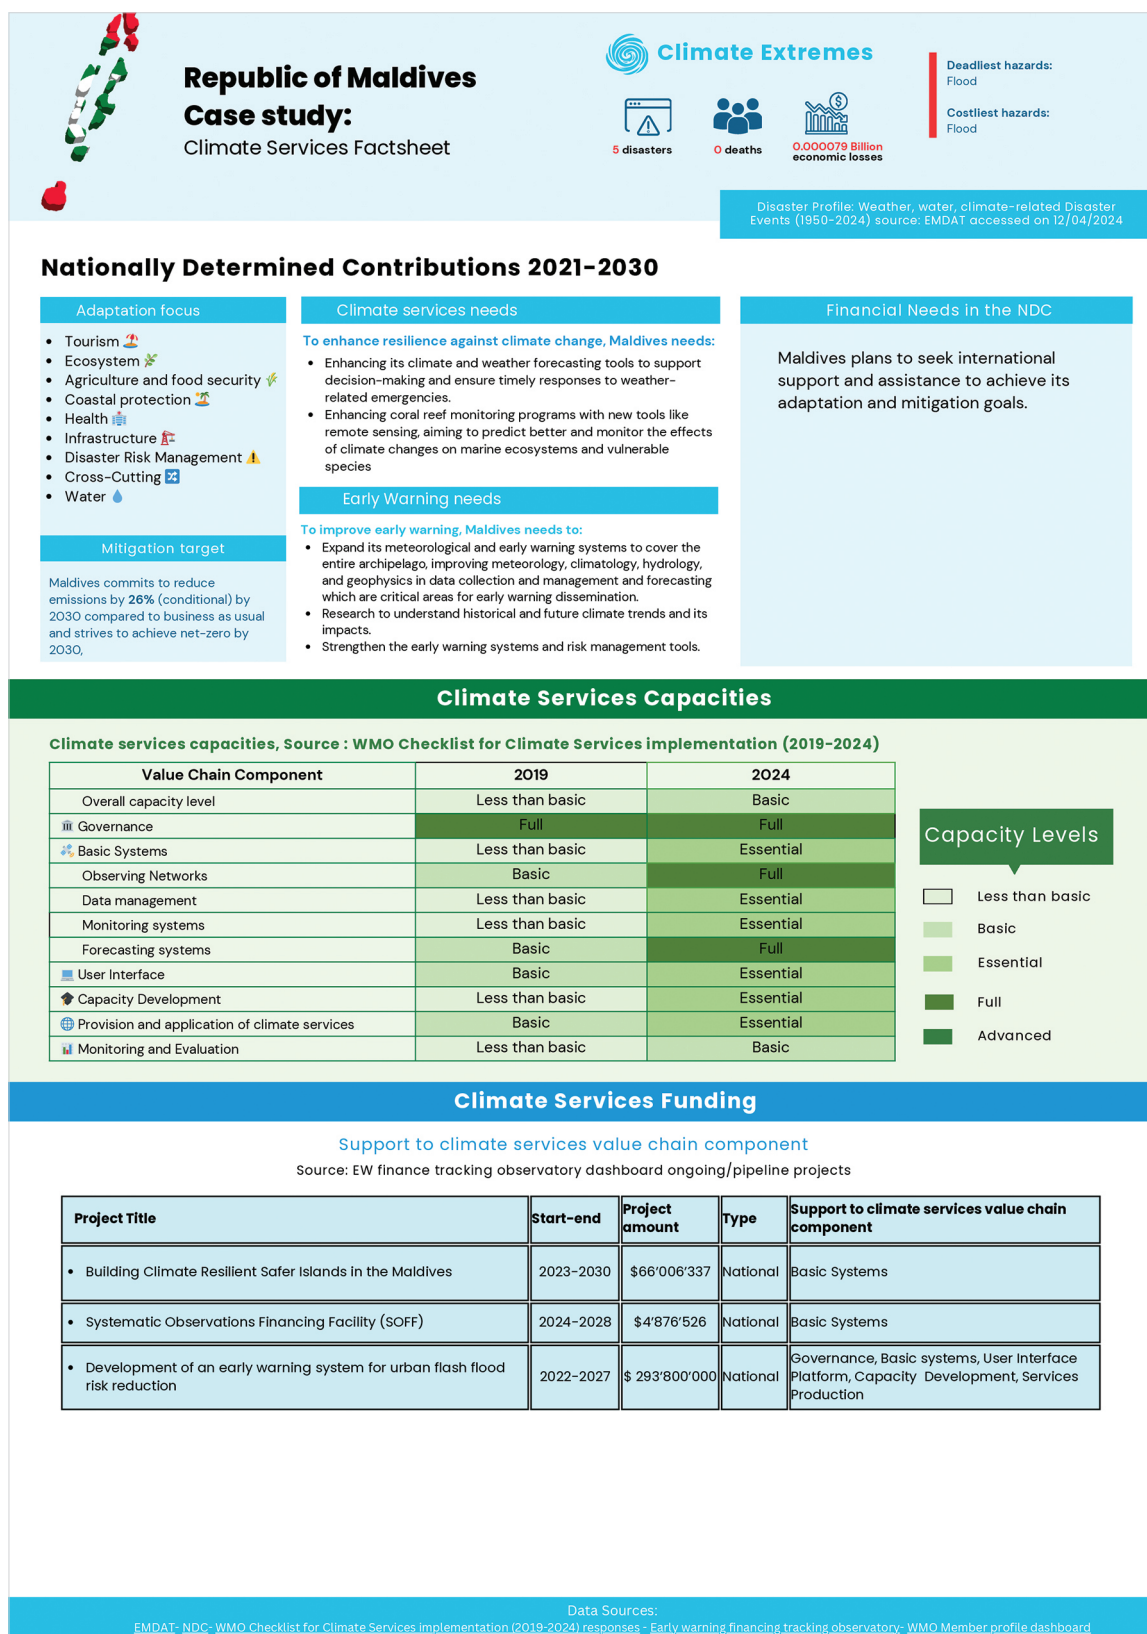 Republic of Maldives
Case study:
Climate Services Factsheet
Climate Extremes
5 disasters
0 deaths
0.000079 Billion
economic losses
Deadliest hazards:
Flood
Costliest hazards:
Flood
Disaster Profile: Weather, water, climate-related Disaster
Events (1950-2024) source: EMDAT accessed on 12/04/2024
Nationally Determined Contributions 2021-2030
Adaptation focus
• Tourism
• Ecosystem
• Agriculture and food security
• Coastal protection
• Health
• Infrastructure
• Disaster Risk Management
• Cross-Cutting
• Water
Mitigation target
Maldives commits to reduce
emissions by 26% (conditional) by
2030 compared to business as usual
and strives to achieve net-zero by
2030,
Climate services needs
To enhance resilience against climate change, Maldives needs:
• Enhancing its climate and weather forecasting tools to support
decision-making and ensure timely responses to weather-
related emergencies.
• Enhancing coral reef monitoring programs with new tools like
remote sensing, aiming to predict better and monitor the effects
of climate changes on marine ecosystems and vulnerable
species
Early Warning needs
To improve early warning, Maldives needs to:
• Expand its meteorological and early warning systems to cover the
entire archipelago, improving meteorology, climatology, hydrology,
and geophysics in data collection and management and forecasting
which are critical areas for early warning dissemination.
• Research to understand historical and future climate trends and its
impacts.
• Strengthen the early warning systems and risk management tools.
Financial Needs in the NDC
Maldives plans to seek international
support and assistance to achieve its
adaptation and mitigation goals.
Climate Services Capacities
Climate services capacities, Source : WMO Checklist for Climate Services implementation (2019-2024)
Value Chain Component 2019 2024
Overall capacity level Less than basic Basic
Governance Full Full
Basic Systems Less than basic Essential
Observing Networks Basic Full
Data management Less than basic Essential
Monitoring systems Less than basic Essential
Forecasting systems Basic Full
User Interface Basic Essential
Capacity Development Less than basic Essential
Provision and application of climate services Basic Essential
Monitoring and Evaluation Less than basic Basic
Capacity Levels
Less than basic
Basic
Essential
Full
Advanced
Climate Services Funding
Support to climate services value chain component
Source: EW finance tracking observatory dashboard ongoing/pipeline projects
Project Title Start-end Project amount Type Support to climate services value chain component
• Building Climate Resilient Safer Islands in the Maldives 2023-2030 $66'006'337 National Basic Systems
• Systematic Observations Financing Facility (SOFF) 2024-2028 $4'876'526 National Basic Systems
• Development of an early warning system for urban flash flood risk reduction 2022-2027 $ 293'800'000 National Governance, Basic systems, User Interface Platform, Capacity Development, Services Production
Data Sources:
EMDAT- NDC- WMO Checklist for Climate Services implementation (2019-2024) responses - Early warning financing tracking observatory- WMO Member profile dashboard